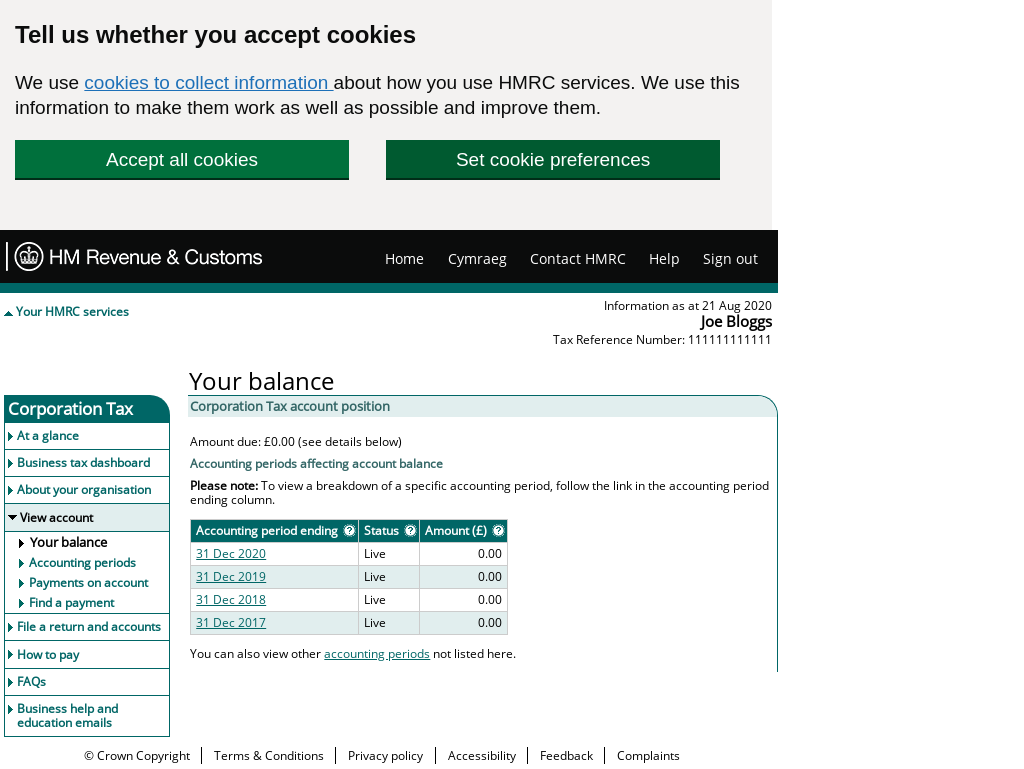 Tell us whether you accept cookies
We use cookies to collect information about how you use HMRC services. We use this
information to make them work as well as possible and improve them.
Accept all cookies
Set cookie preferences
HM Revenue & Customs
Home
Cymraeg
Contact HMRC
Help
Sign out
Your HMRC services
Information as at 21 Aug 2020
Joe Bloggs
Tax Reference Number: 111111111111
Your balance
Corporation Tax
At a glance
Business tax dashboard
About your organisation
View account
Your balance
Accounting periods
Payments on account
Find a payment
File a return and accounts
How to pay
FAQs
Business help and
education emails
Corporation Tax account position
Amount due: £0.00 (see details below)
Accounting periods affecting account balance
Please note: To view a breakdown of a specific accounting period, follow the link in the accounting period
ending column.
Accounting period ending ? Status ? Amount (£) ?
31 Dec 2020 Live 0.00
31 Dec 2019 Live 0.00
31 Dec 2018 Live 0.00
31 Dec 2017 Live 0.00
You can also view other accounting periods not listed here.
© Crown Copyright
Terms & Conditions
Privacy policy
Accessibility
Feedback
Complaints